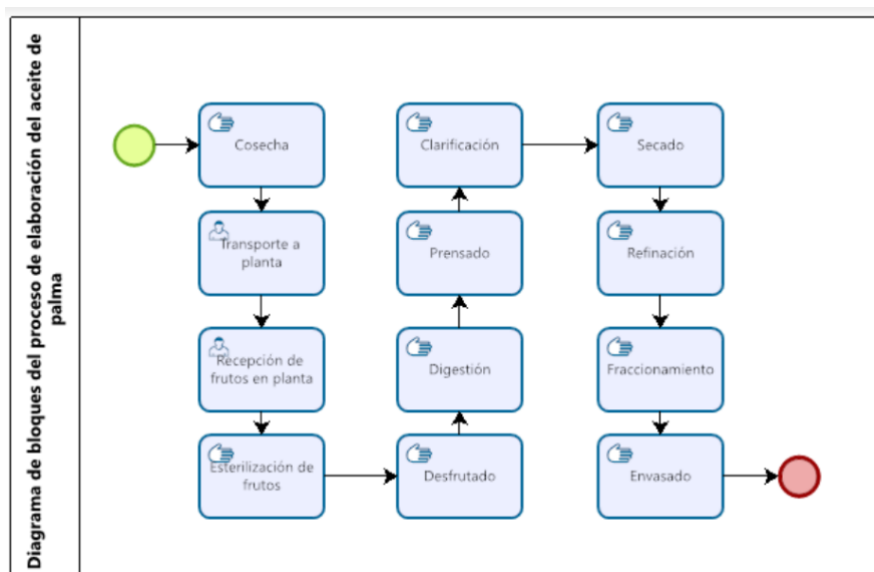 Diagrama de bloques del proceso de elaboración del aceite de
palma
Cosecha
Transporte a
planta
Recepción de
frutos en planta
Esterilización de
frutos
Desfrutado
Digestión
Prensado
Clarificación
Secado
Refinación
Fraccionamiento
Envasado